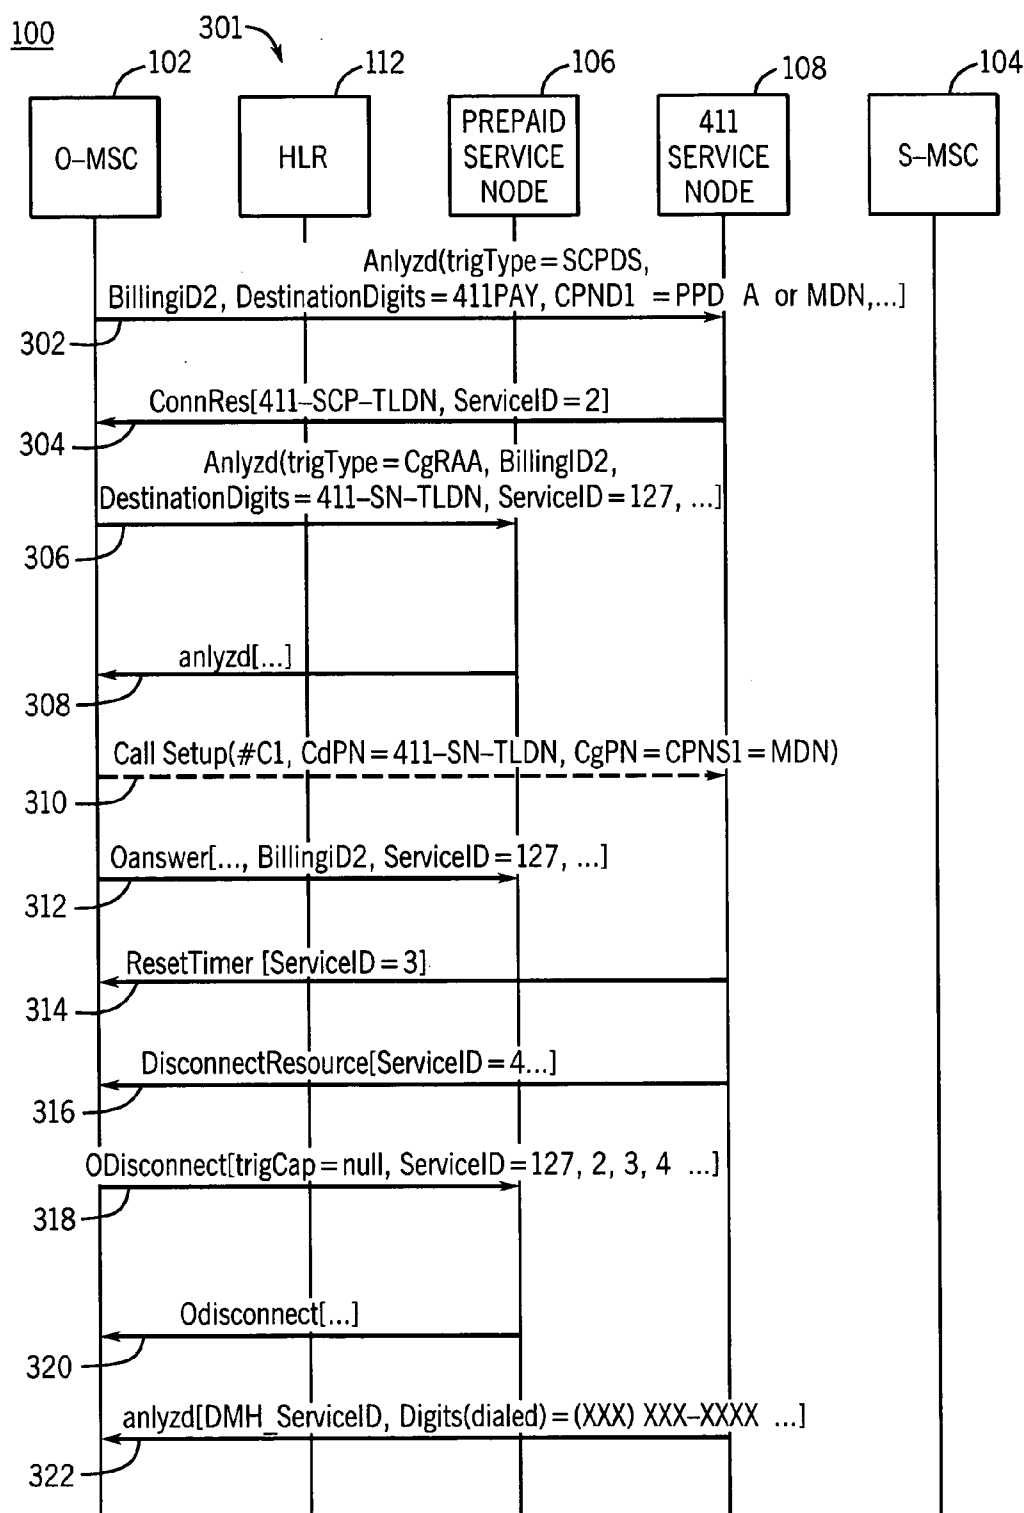 100
301
102
112
106
108
104
O-MSC
HLR
PREPAID
SERVICE
NODE
411
SERVICE
NODE
S-MSC
Anlyzd(trigType=SCPDS,
BillingiD2, DestinationDigits=411PAY, CPND1 =PPD A or MDN,...]
302
ConnRes[411-SCP-TLDN, ServiceID=2]
304
Anlyzd(trigType=CgRAA, BillingID2,
DestinationDigits=411-SN-TLDN, ServiceID=127, ...]
306
anlyzd[...]
308
Call Setup(#C1, CdPN=411-SN-TLDN, CgPN=CPNS1=MDN)
310
Oanswer[..., BillingiD2, ServiceID=127, ...]
312
ResetTimer [ServiceID=3]
314
DisconnectResource[ServiceID=4...]
316
ODisconnect[trigCap=null, ServiceID=127, 2, 3, 4 ...]
318
Odisconnect[...]
320
anlyzd[DMH_ServiceID, Digits(dialed)=(XXX) XXX-XXXX ...]
322